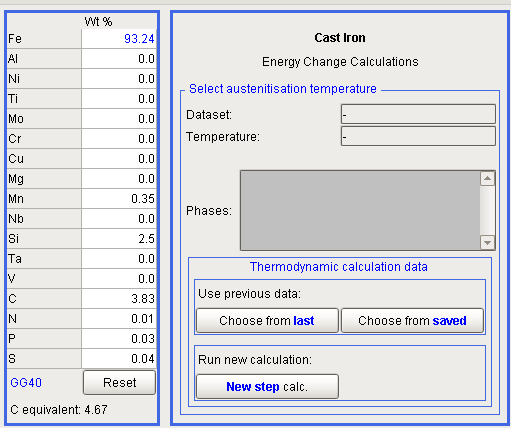 Wt %
Fe 93.24
Al 0.0
Ni 0.0
Ti 0.0
Mo 0.0
Cr 0.0
Cu 0.0
Mg 0.0
Mn 0.35
Nb 0.0
Si 2.5
Ta 0.0
V 0.0
C 3.83
N 0.01
P 0.03
S 0.04
GG40 Reset
C equivalent: 4.67
Cast Iron
Energy Change Calculations
Select austenitisation temperature
Dataset: -
Temperature: -
Phases:
Thermodynamic calculation data
Use previous data:
Choose from last Choose from saved
Run new calculation:
New step calc.